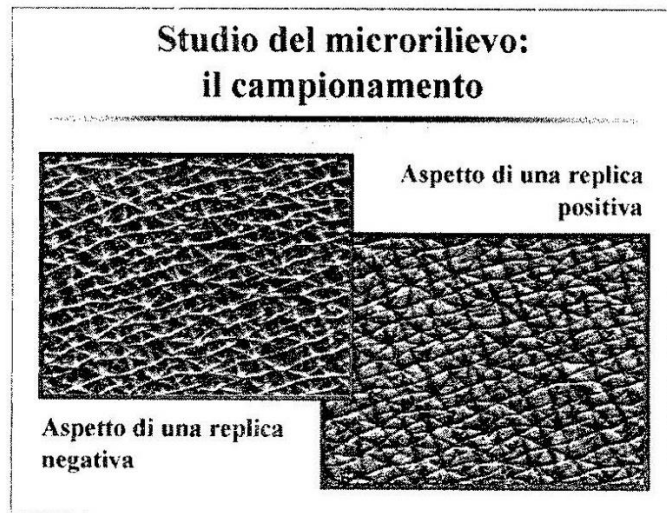 Studio del microrilievo:
il campionamento
Aspetto di una replica
positiva
Aspetto di una replica
negativa